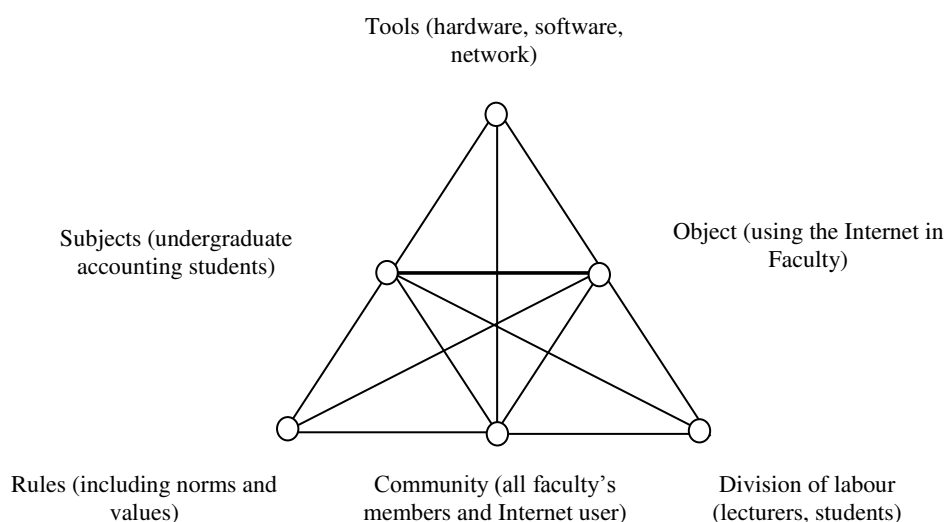 Tools (hardware, software,
network)
Subjects (undergraduate
accounting students)
Object (using the Internet in
Faculty)
Rules (including norms and
values)
Community (all faculty's
members and Internet user)
Division of labour
(lecturers, students)